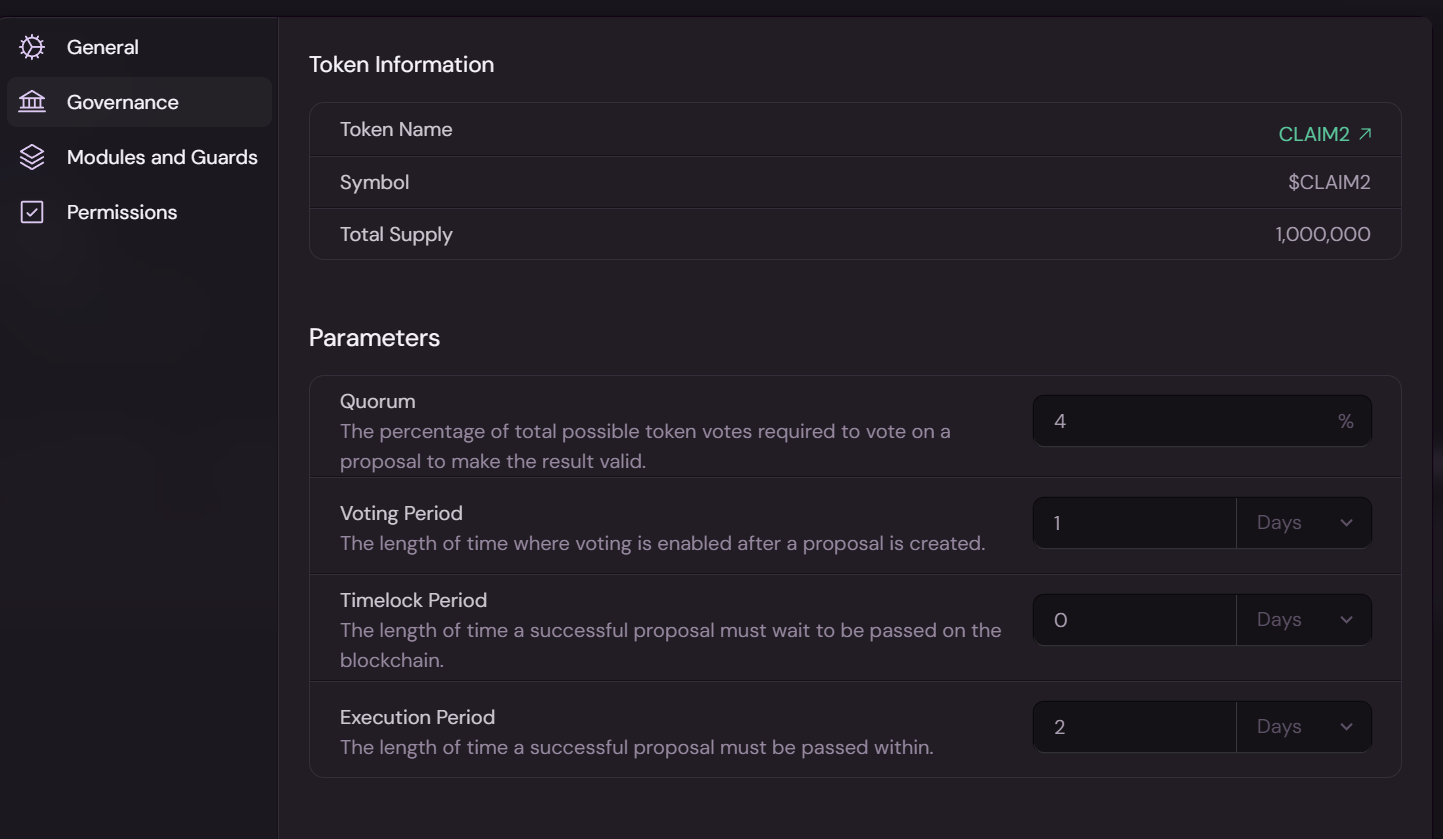 General
Governance
Modules and Guards
Permissions
Token Information
Token Name
CLAIM2
Symbol
$CLAIM2
Total Supply
1,000,000
Parameters
Quorum
The percentage of total possible token votes required to vote on a
proposal to make the result valid.
4 %
Voting Period
The length of time where voting is enabled after a proposal is created.
1 Days
Timelock Period
The length of time a successful proposal must wait to be passed on the
blockchain.
0 Days
Execution Period
The length of time a successful proposal must be passed within.
2 Days